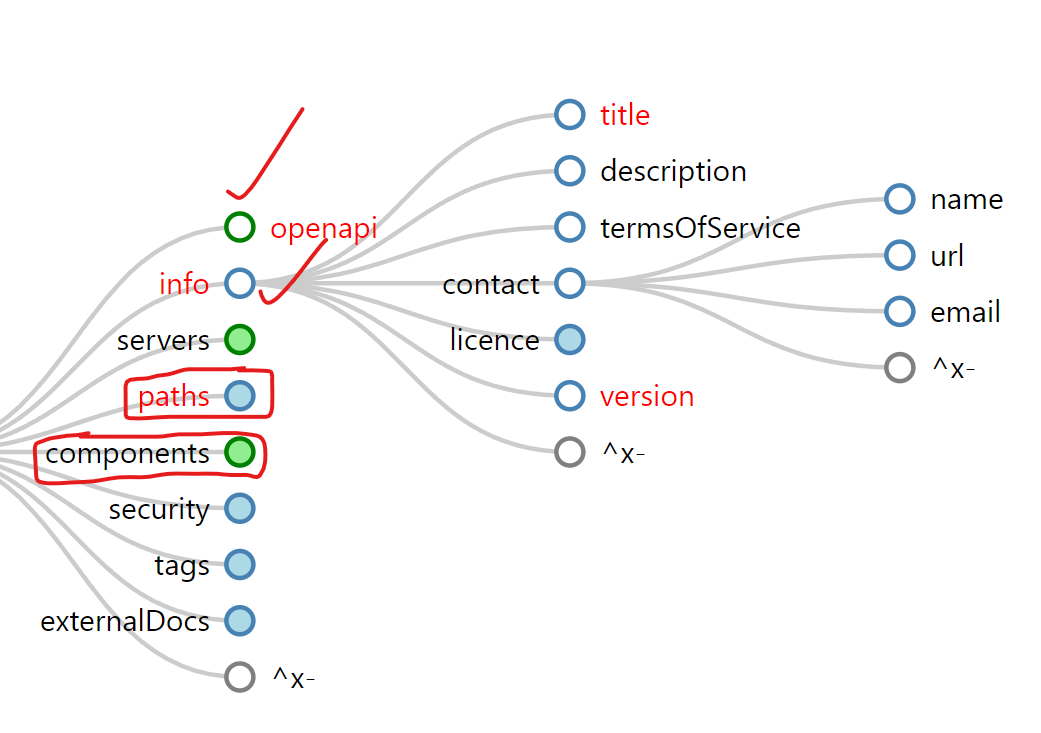 openapi
info
servers
paths
components
security
tags
externalDocs
^x-
title
description
termsOfService
contact
licence
version
^x-
name
url
email
^x-